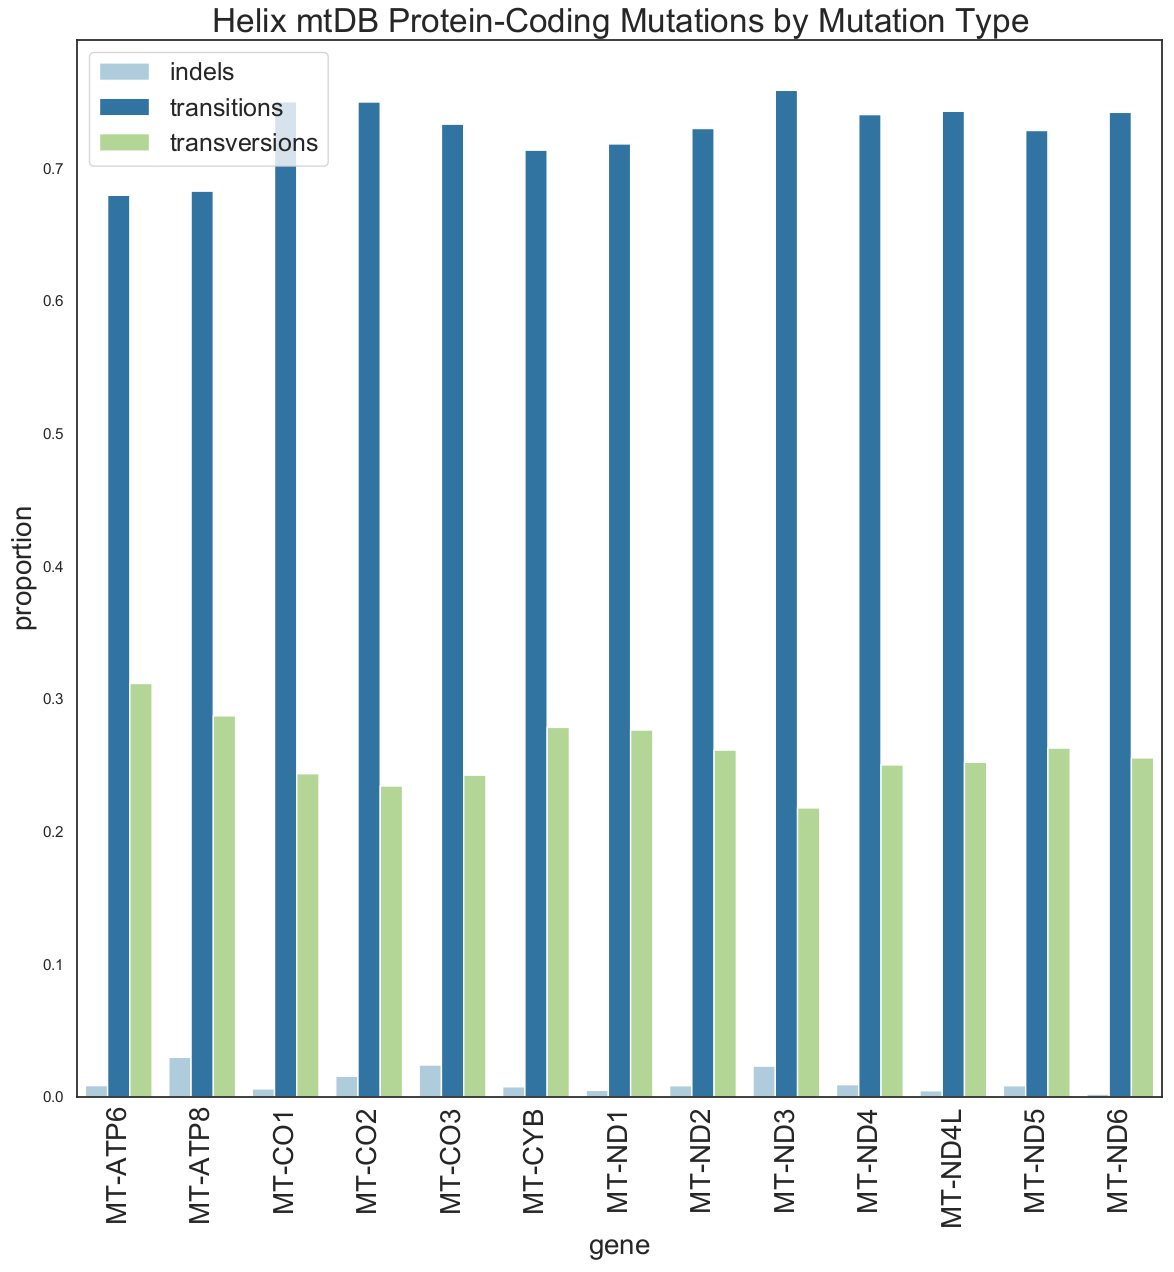 Helix mtDB Protein-Coding Mutations by Mutation Type
indels
transitions
transversions
0.7
0.6
0.5
0.4
0.3
0.2
0.1
0.0
proportion
MT-ATP6
MT-ATP8
MT-CO1
MT-CO2
MT-CO3
MT-CYB
MT-ND1
MT-ND2
MT-ND3
MT-ND4
MT-ND4L
MT-ND5
MT-ND6
gene